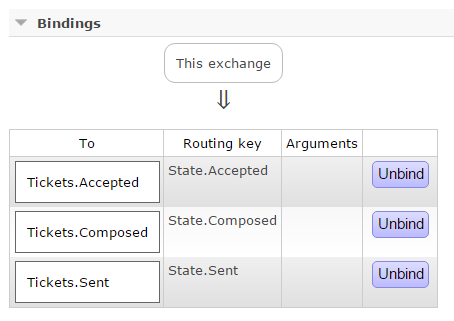 Bindings
This exchange
⇓
To Routing key Arguments
Tickets.Accepted State.Accepted Unbind
Tickets.Composed State.Composed Unbind
Tickets.Sent State.Sent Unbind